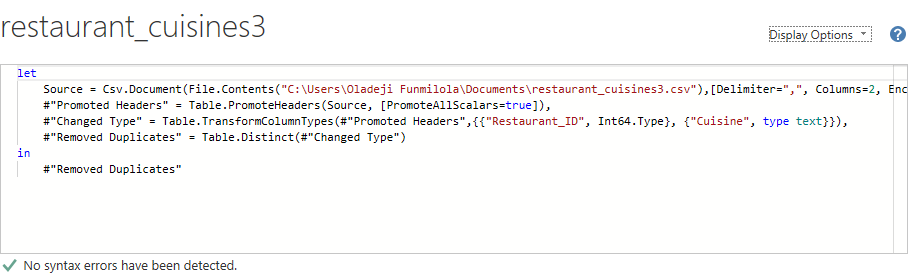 restaurant_cuisines3
Display Options
?
let
Source = Csv.Document(File.Contents("C:\Users\Oladeji Funmilola\Documents\restaurant_cuisines3.csv"),[Delimiter=",", Columns=2, Enc
#"Promoted Headers" = Table.PromoteHeaders(Source, [PromoteAllScalars=true]),
#"Changed Type" = Table.TransformColumnTypes(#"Promoted Headers",{{"Restaurant_ID", Int64.Type}, {"Cuisine", type text}}),
#"Removed Duplicates" = Table.Distinct(#"Changed Type")
in
#"Removed Duplicates"
No syntax errors have been detected.